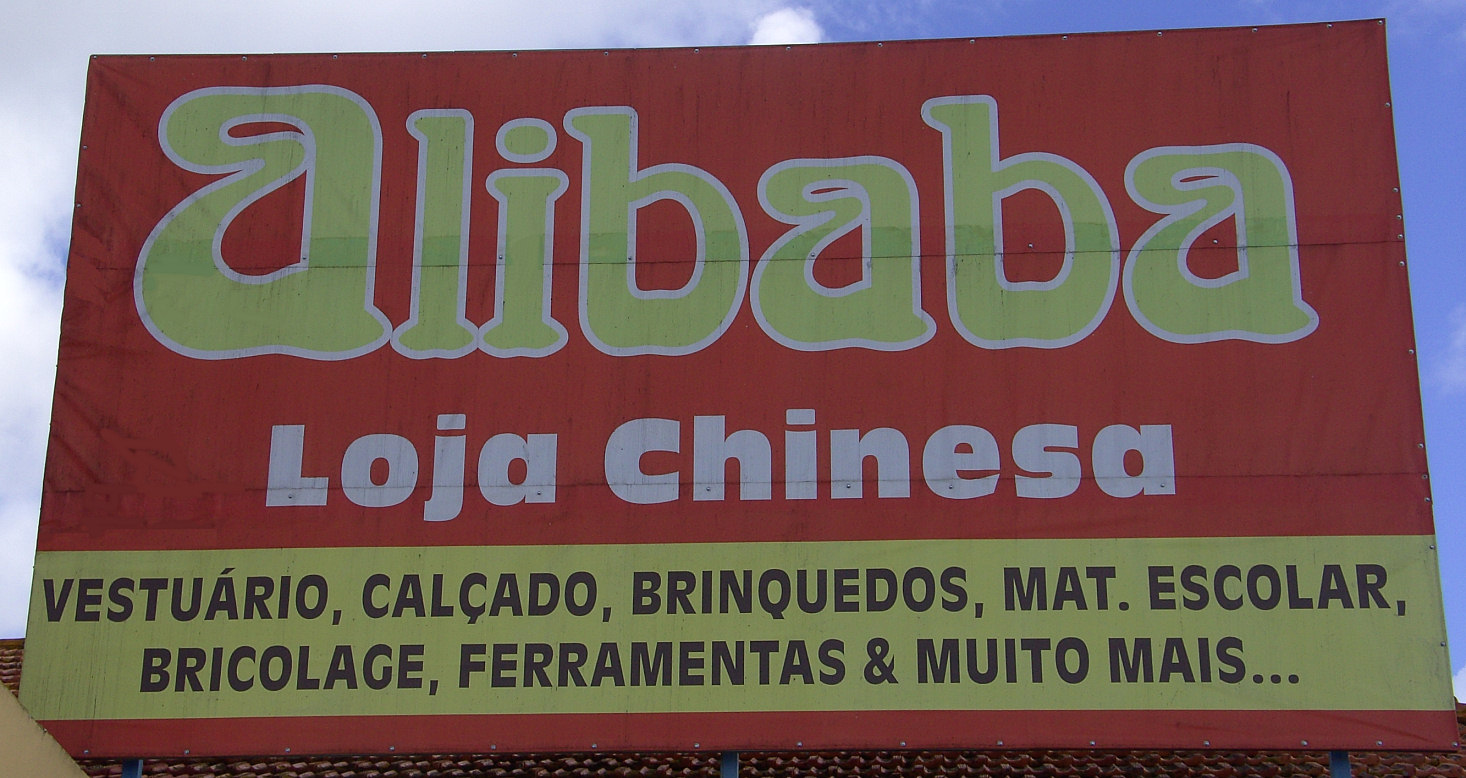 Alibaba
Loja Chinesa
VESTUÁRIO, CALÇADO, BRINQUEDOS, MAT. ESCOLAR,
BRICOLAGE, FERRAMENTAS & MUITO MAIS...